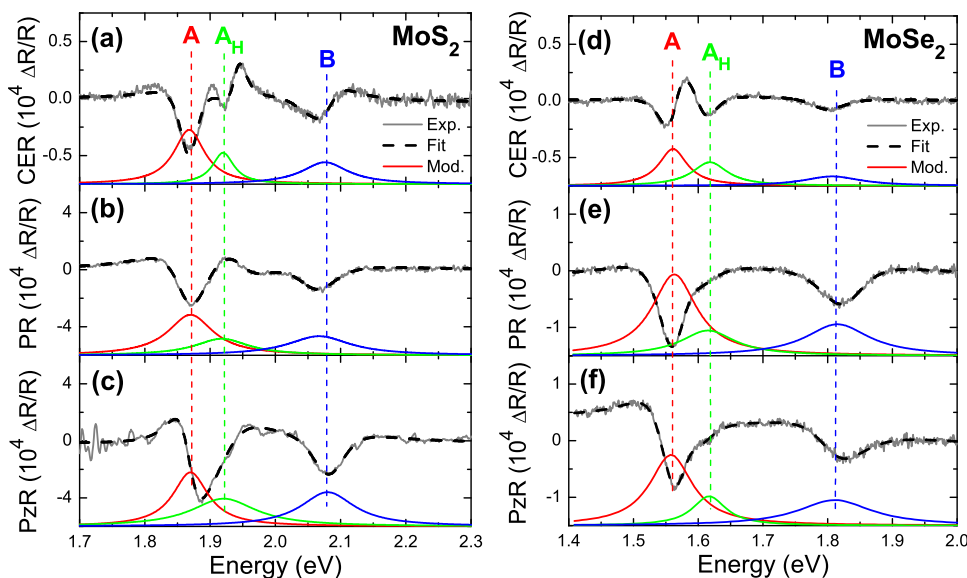 (a)
A
A_H
B
MoS2
CER (10^4 ΔR/R)
0.5
0.0
-0.5
Exp.
Fit
Mod.
(b)
PR (10^4 ΔR/R)
4
0
-4
(c)
PzR (10^4 ΔR/R)
4
0
-4
1.7 1.8 1.9 2.0 2.1 2.2 2.3
Energy (eV)
(d)
A
A_H
B
MoSe2
CER (10^4 ΔR/R)
0.5
0.0
-0.5
Exp.
Fit
Mod.
(e)
PR (10^4 ΔR/R)
1
0
-1
(f)
PzR (10^4 ΔR/R)
1
0
-1
1.4 1.5 1.6 1.7 1.8 1.9 2.0
Energy (eV)